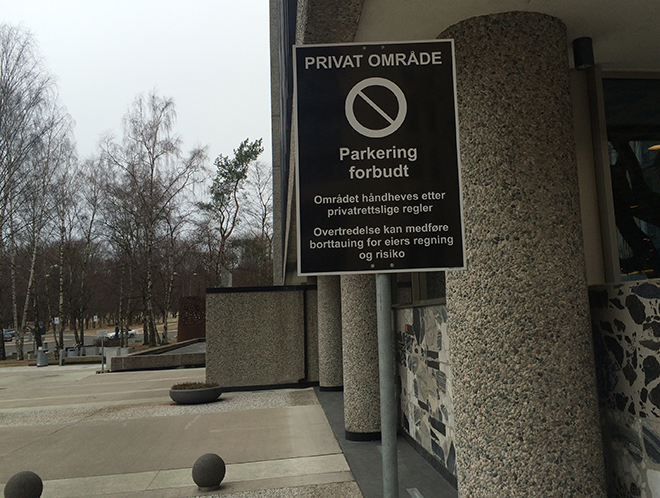 PRIVAT OMRÅDE
Parkering
forbudt
Området håndheves etter
privatrettslige regler
Overtredelse kan medføre
borttauing for eiers regning
og risiko